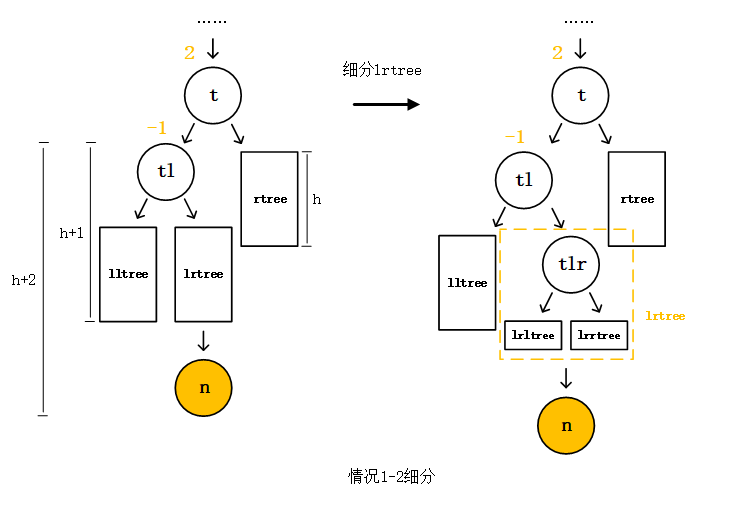 ……
2
t
-1
tl
rtree
h
h+1
h+2
lltree
lrtree
n
细分lrtree
……
2
t
-1
tl
rtree
lltree
tlr
lrltree
lrrtree
lrtree
n
情况1-2细分